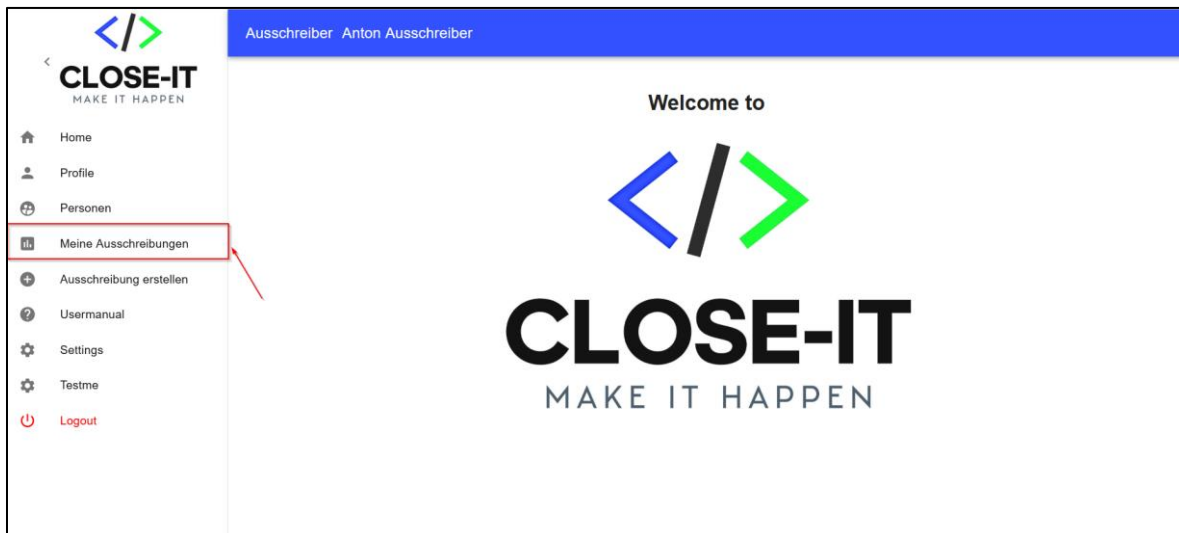 CLOSE-IT
MAKE IT HAPPEN
Home
Profile
Personen
Meine Ausschreibungen
Ausschreibung erstellen
Usermanual
Settings
Testme
Logout
Ausschreiber Anton Ausschreiber
Welcome to
CLOSE-IT
MAKE IT HAPPEN